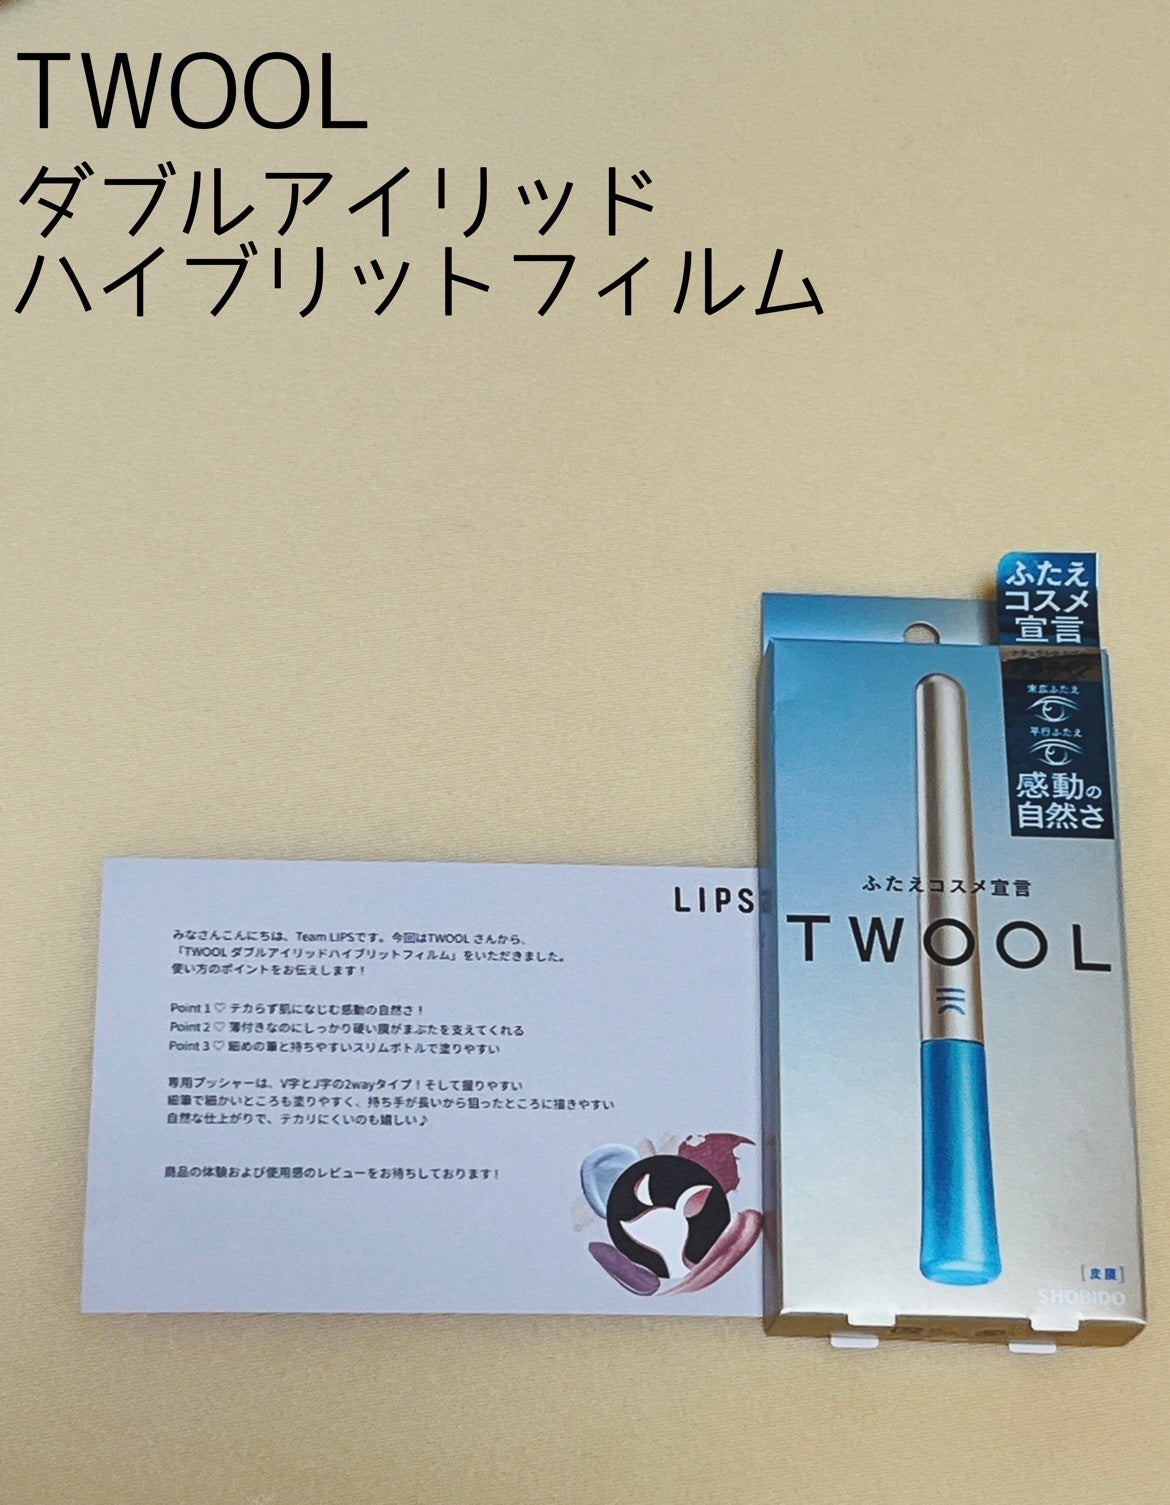 TWOOL
ダブルアイリッド
ハイブリットフィルム
ふたえ
コスメ
宣言
末広ふたえ
平行ふたえ
感動の
自然さ
ふたえコスメ宣言
TWOOL
[皮膜]
SHOBIDO
LIPS
みなさんこんにちは、Team LIPSです。今回はTWOOL さんから、
「TWOOL ダブルアイリッドハイブリットフィルム」をいただきました。
使い方のポイントをお伝えします！
Point 1 ♡ テカらず肌になじむ感動の自然さ！
Point 2 ♡ 薄付きなのにしっかり硬い膜がまぶたを支えてくれる
Point 3 ♡ 細めの筆と持ちやすいスリムボトルで塗りやすい
専用プッシャーは、V字とJ字の2wayタイプ！そして握りやすい
細筆で細かいところも塗りやすく、持ち手が長いから狙ったところに描きやすい
自然な仕上がりで、テカリにくいのも嬉しい♪
商品の体験および使用感のレビューをお待ちしております！